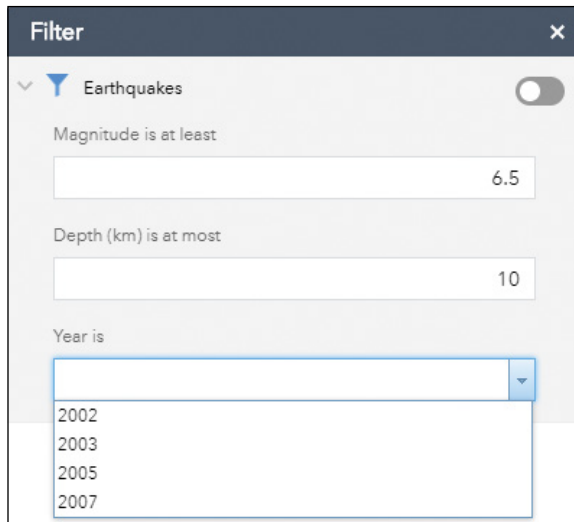 Filter
Earthquakes
Magnitude is at least
6.5
Depth (km) is at most
10
Year is
2002
2003
2005
2007